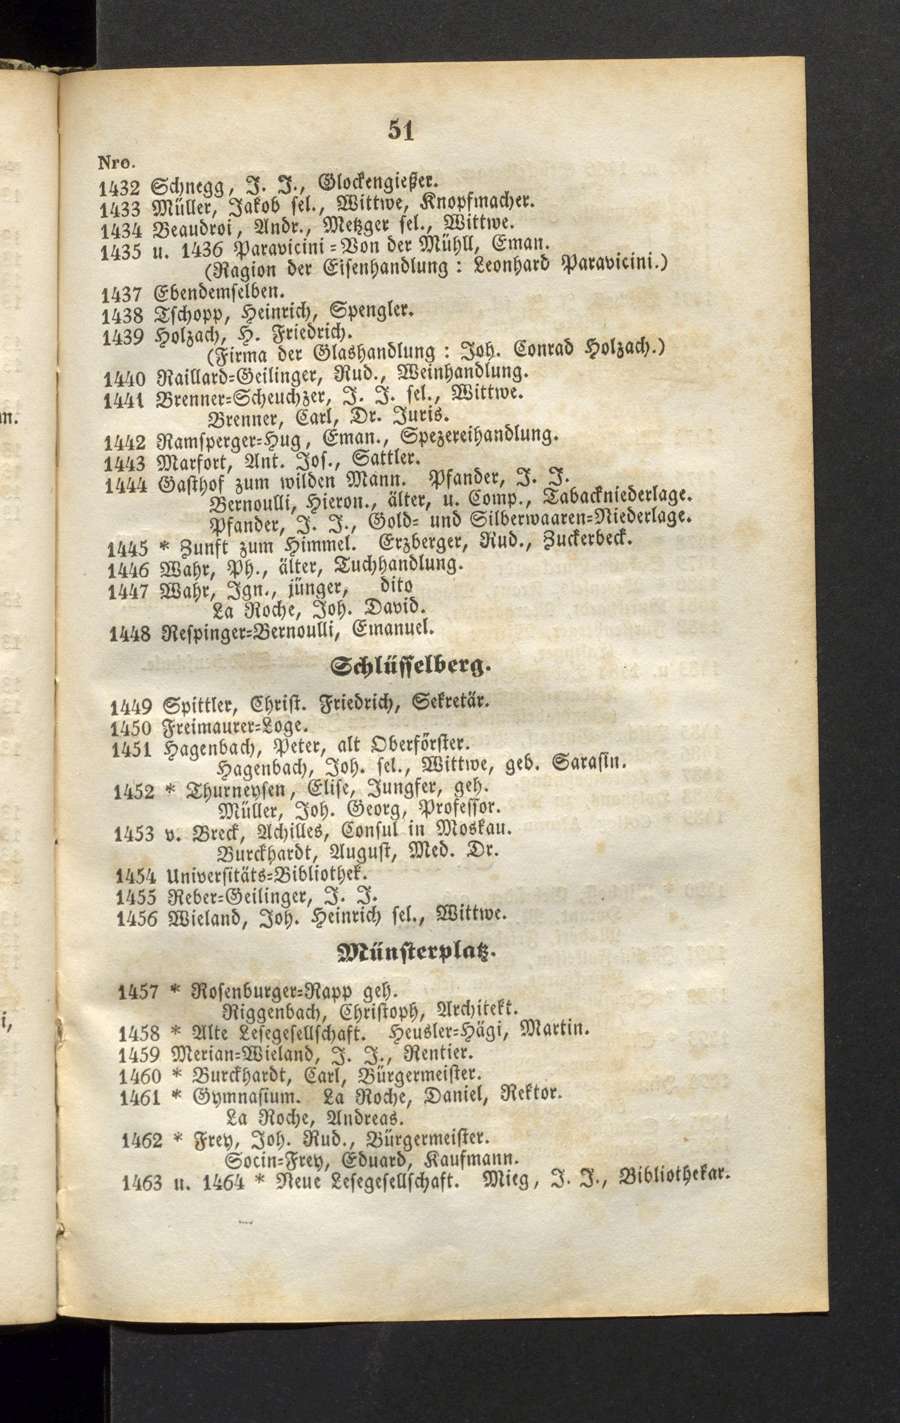 51
Nro.
1432 Schnegg, J. J., Glockengießer.
1433 Müller, Jakob sel., Wittwe, Knopfmacher.
1434 Beaudroi, Andr., Metzger sel., Wittwe.
1435 u. 1436 Paravicini-Von der Mühll, Eman.
(Ragion der Eisenhandlung : Leonhard Paravicini.)
1437 Ebendemselben.
1438 Tschopp, Heinrich, Spengler.
1439 Holzach, H. Friedrich.
(Firma der Glashandlung : Joh. Conrad Holzach.)
1440 Raillard-Geilinger, Rud., Weinhandlung.
1441 Brenner-Scheuchzer, J. J. sel., Wittwe.
Brenner, Carl, Dr. Juris.
1442 Ramsperger-Hug, Eman., Spezereihandlung.
1443 Marfort, Ant. Jos., Sattler.
1444 Gasthof zum wilden Mann. Pfander, J. J.
Bernoulli, Hieron., älter, u. Comp., Tabackniederlage.
Pfander, J. J., Gold- und Silberwaaren-Niederlage.
1445 * Zunft zum Himmel. Erzberger, Rud., Zuckerbeck.
1446 Wahr, Ph., älter, Tuchhandlung.
1447 Wahr, Ign., jünger, dito
La Roche, Joh. David.
1448 Respinger-Bernoulli, Emanuel.
Schlüsselberg.
1449 Spittler, Christ. Friedrich, Sekretär.
1450 Freimaurer-Loge.
1451 Hagenbach, Peter, alt Oberförster.
Hagenbach, Joh. sel., Wittwe, geb. Sarasin.
1452 * Thurneysen, Elise, Jungfer, geh.
Müller, Joh. Georg, Professor.
1453 v. Breck, Achilles, Consul in Moskau.
Burckhardt, August, Med. Dr.
1454 Universitäts-Bibliothek.
1455 Reber-Geilinger, J. J.
1456 Wieland, Joh. Heinrich sel., Wittwe.
Münsterplatz.
1457 * Rosenburger-Rapp geh.
Riggenbach, Christoph, Architekt.
1458 * Alte Lesegesellschaft. Heusler-Hägi, Martin.
1459 Merian-Wieland, J. J., Rentier.
1460 * Burckhardt, Carl, Bürgermeister.
1461 * Gymnasium. La Roche, Daniel, Rektor.
La Roche, Andreas.
1462 * Frey, Joh. Rud., Bürgermeister.
Socin-Frey, Eduard, Kaufmann.
1463 u. 1464 * Neue Lesegesellschaft. Mieg, J. J., Bibliothekar.